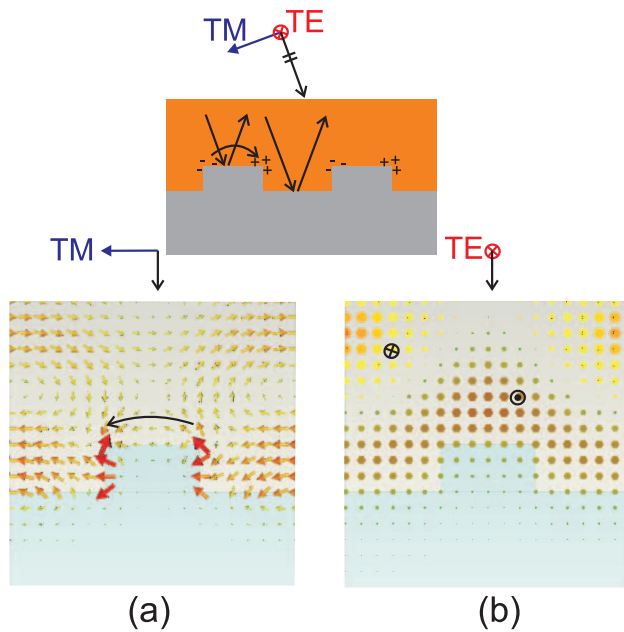 TM TE
- - - + + + + - - - + + + +
TM TE
(a) (b)